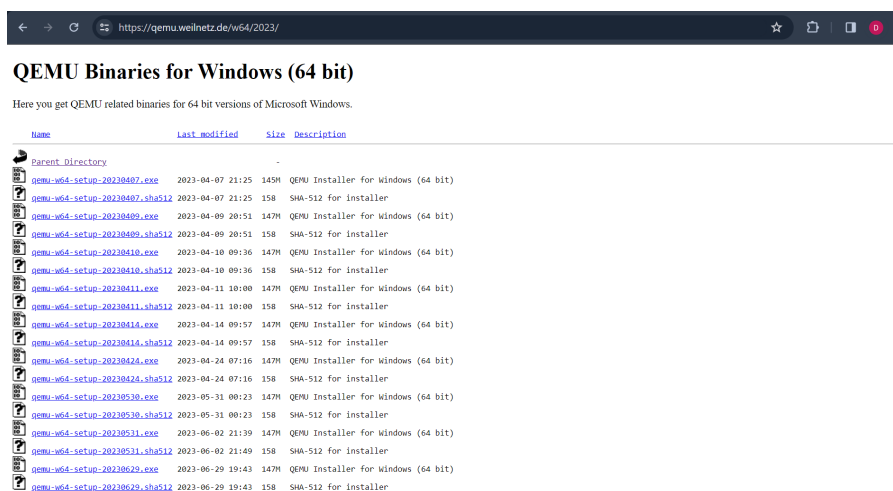 https://qemu.weilnetz.de/w64/2023/
D
QEMU Binaries for Windows (64 bit)
Here you get QEMU related binaries for 64 bit versions of Microsoft Windows.
Name Last modified Size Description
Parent Directory -
qemu-w64-setup-20230407.exe 2023-04-07 21:25 145M QEMU Installer for Windows (64 bit)
qemu-w64-setup-20230407.sha512 2023-04-07 21:25 158 SHA-512 for installer
qemu-w64-setup-20230409.exe 2023-04-09 20:51 147M QEMU Installer for Windows (64 bit)
qemu-w64-setup-20230409.sha512 2023-04-09 20:51 158 SHA-512 for installer
qemu-w64-setup-20230410.exe 2023-04-10 09:36 147M QEMU Installer for Windows (64 bit)
qemu-w64-setup-20230410.sha512 2023-04-10 09:36 158 SHA-512 for installer
qemu-w64-setup-20230411.exe 2023-04-11 10:00 147M QEMU Installer for Windows (64 bit)
qemu-w64-setup-20230411.sha512 2023-04-11 10:00 158 SHA-512 for installer
qemu-w64-setup-20230414.exe 2023-04-14 09:57 147M QEMU Installer for Windows (64 bit)
qemu-w64-setup-20230414.sha512 2023-04-14 09:57 158 SHA-512 for installer
qemu-w64-setup-20230424.exe 2023-04-24 07:16 147M QEMU Installer for Windows (64 bit)
qemu-w64-setup-20230424.sha512 2023-04-24 07:16 158 SHA-512 for installer
qemu-w64-setup-20230530.exe 2023-05-31 00:23 147M QEMU Installer for Windows (64 bit)
qemu-w64-setup-20230530.sha512 2023-05-31 00:23 158 SHA-512 for installer
qemu-w64-setup-20230531.exe 2023-06-02 21:39 147M QEMU Installer for Windows (64 bit)
qemu-w64-setup-20230531.sha512 2023-06-02 21:49 158 SHA-512 for installer
qemu-w64-setup-20230629.exe 2023-06-29 19:43 147M QEMU Installer for Windows (64 bit)
qemu-w64-setup-20230629.sha512 2023-06-29 19:43 158 SHA-512 for installer